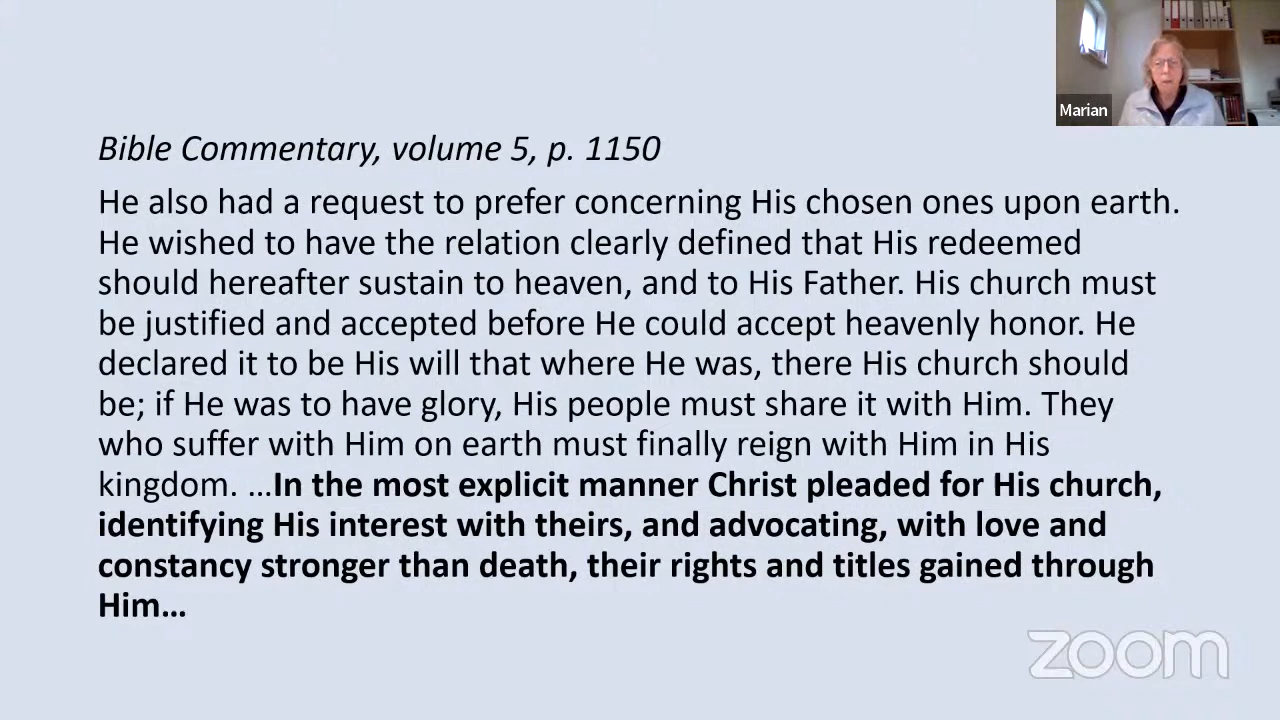 Marian
Bible Commentary, volume 5, p. 1150
He also had a request to prefer concerning His chosen ones upon earth.
He wished to have the relation clearly defined that His redeemed
should hereafter sustain to heaven, and to His Father. His church must
be justified and accepted before He could accept heavenly honor. He
declared it to be His will that where He was, there His church should
be; if He was to have glory, His people must share it with Him. They
who suffer with Him on earth must finally reign with Him in His
kingdom. …In the most explicit manner Christ pleaded for His church,
identifying His interest with theirs, and advocating, with love and
constancy stronger than death, their rights and titles gained through
Him…
zoom